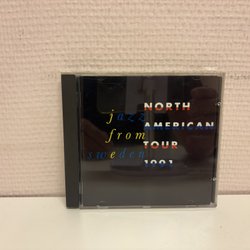 jazz
from
sweden
NORTH
AMERICAN
TOUR
1991